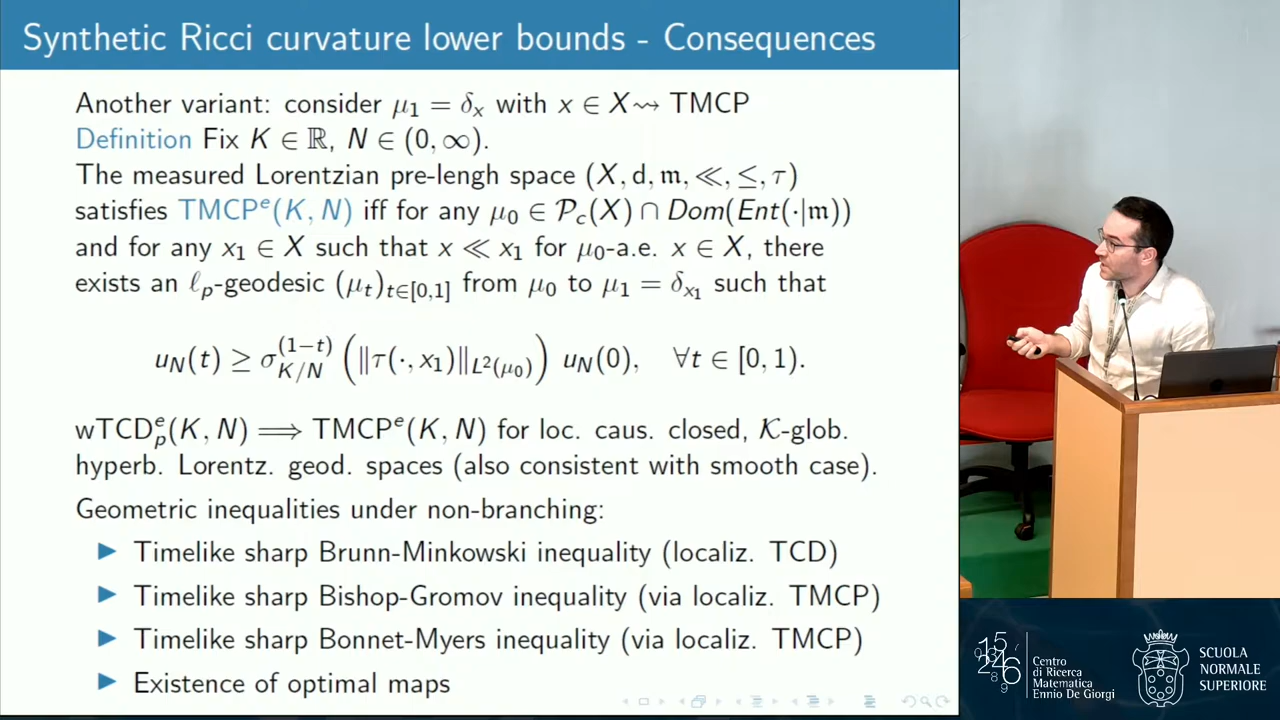 Synthetic Ricci curvature lower bounds - Consequences
Another variant: consider μ₁ = δₓ with x ∈ X⇝ TMCP
Definition Fix K ∈ ℝ, N ∈ (0, ∞).
The measured Lorentzian pre-lengh space (X, d, 𝔪, ≪, ≤, τ)
satisfies TMCPᵉ(K, N) iff for any μ₀ ∈ 𝒫_c(X) ∩ Dom(Ent(·|𝔪))
and for any x₁ ∈ X such that x ≪ x₁ for μ₀-a.e. x ∈ X, there
exists an ℓ_p-geodesic (μ_t)_{t∈[0,1]} from μ₀ to μ₁ = δ_{x₁} such that
u_N(t) ≥ σ_{K/N}^{(1−t)} (‖τ(·, x₁)‖_{L²(μ₀)}) u_N(0), ∀t ∈ [0, 1).
wTCD_p^e(K, N) ⟹ TMCPᵉ(K, N) for loc. caus. closed, 𝒦-glob.
hyperb. Lorentz. geod. spaces (also consistent with smooth case).
Geometric inequalities under non-branching:
Timelike sharp Brunn-Minkowski inequality (localiz. TCD)
Timelike sharp Bishop-Gromov inequality (via localiz. TMCP)
Timelike sharp Bonnet-Myers inequality (via localiz. TMCP)
Existence of optimal maps
Centro
di Ricerca
Matematica
Ennio De Giorgi
SCUOLA
NORMALE
SUPERIORE